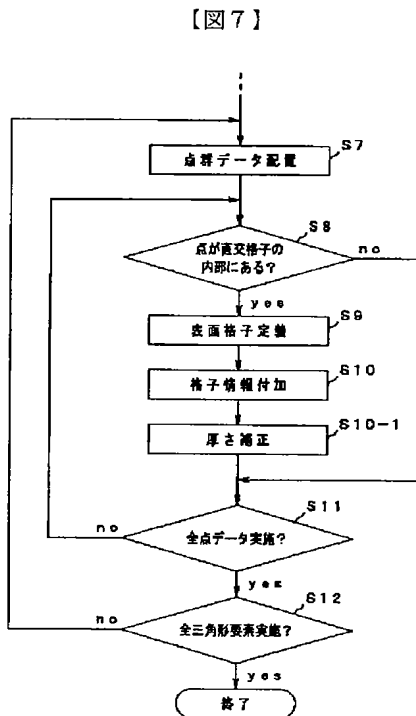 【図7】
S7
点群データ配置
S8
点が直交格子の
内部にある?
no
yes
S9
表面格子定義
S10
格子情報付加
S10-1
厚さ補正
S11
no
全点データ実施?
yes
S12
no
全三角形要素実施?
yes
終了